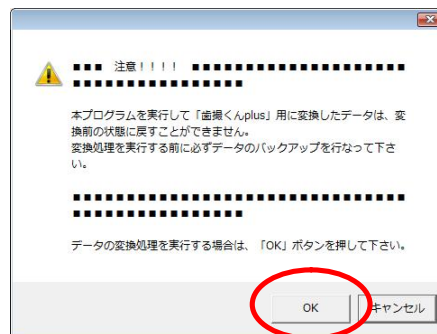 ■■■ 注意!!!! ■■■■■■■■■■■■■■■■■■■■
■■■■■■■■■■■■■■■■
本プログラムを実行して「歯撮くんplus」用に変換したデータは、変
換前の状態に戻すことができません。
変換処理を実行する前に必ずデータのバックアップを行なって下さ
い。
■■■■■■■■■■■■■■■■■■■■■■■■■■■■■■■
■■■■■■■■■■■■■■■■
データの変換処理を実行する場合は、「OK」ボタンを押して下さい。
OK
キャンセル